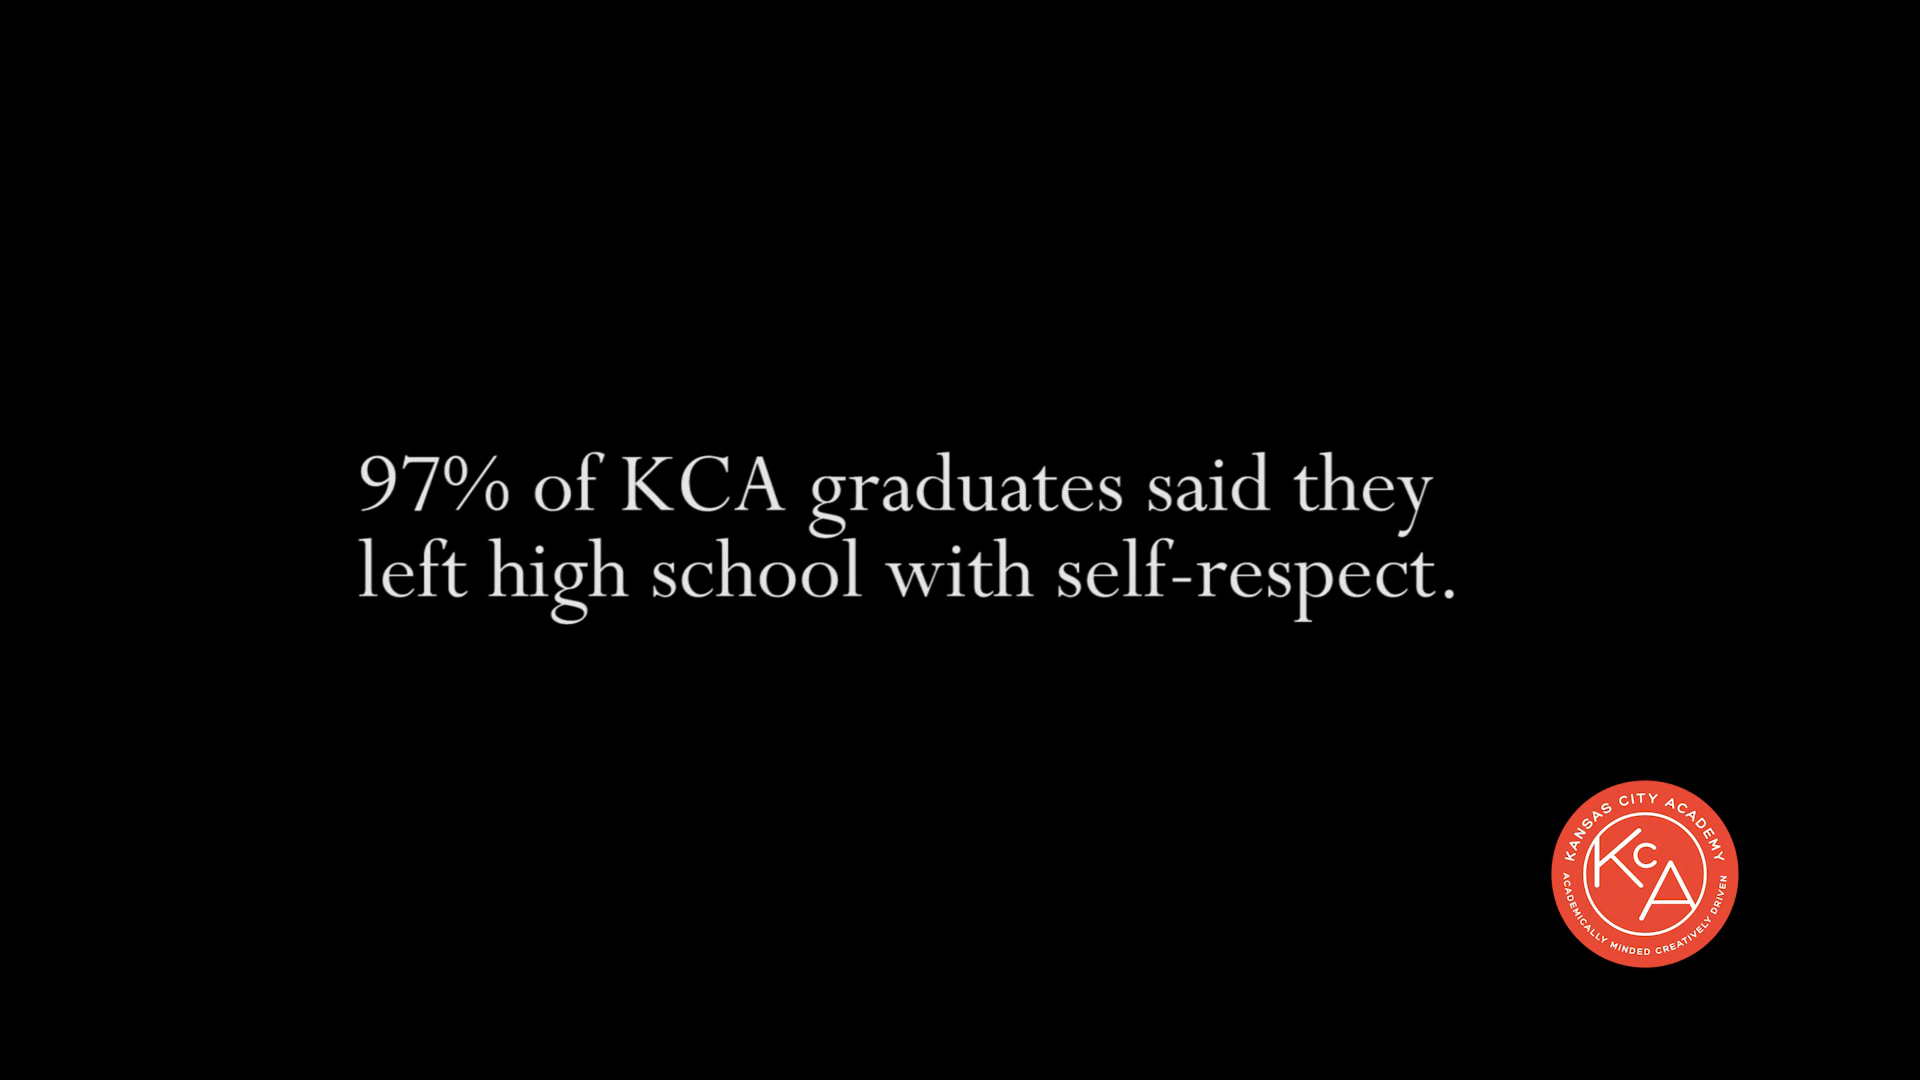 97% of KCA graduates said they
left high school with self-respect.
KANSAS CITY ACADEMY
KCA
ACADEMICALLY MINDED CREATIVELY DRIVEN